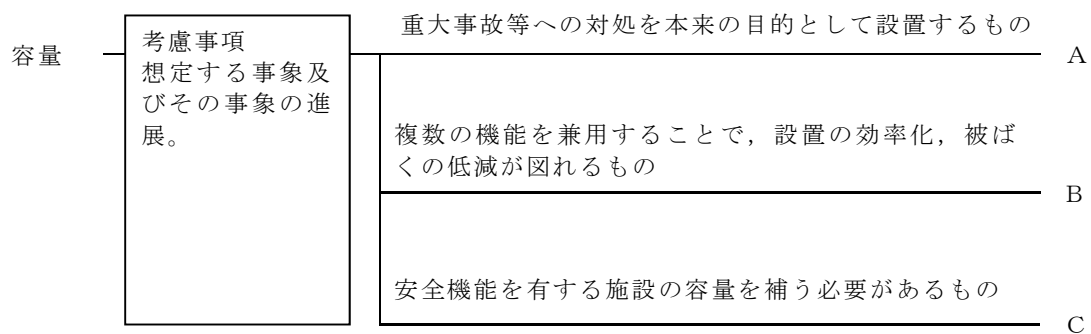 容量
考慮事項
想定する事象及
びその事象の進
展。
重大事故等への対処を本来の目的として設置するもの
A
複数の機能を兼用することで，設置の効率化，被ば
くの低減が図れるもの
B
安全機能を有する施設の容量を補う必要があるもの
C